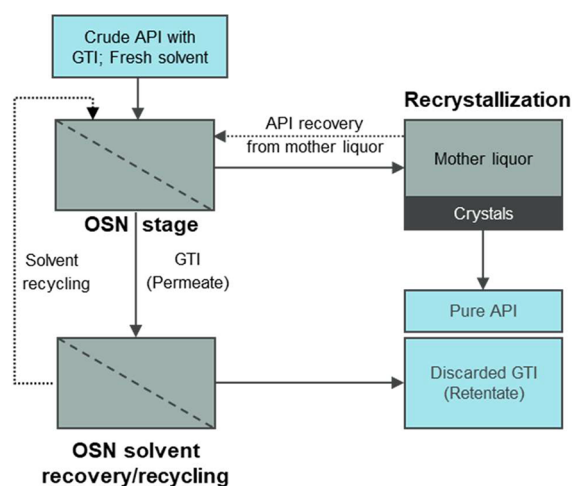 Crude API with
GTI; Fresh solvent
Recrystallization
API recovery
from mother liquor
Mother liquor
Crystals
OSN stage
Solvent
recycling
GTI
(Permeate)
Pure API
Discarded GTI
(Retentate)
OSN solvent
recovery/recycling